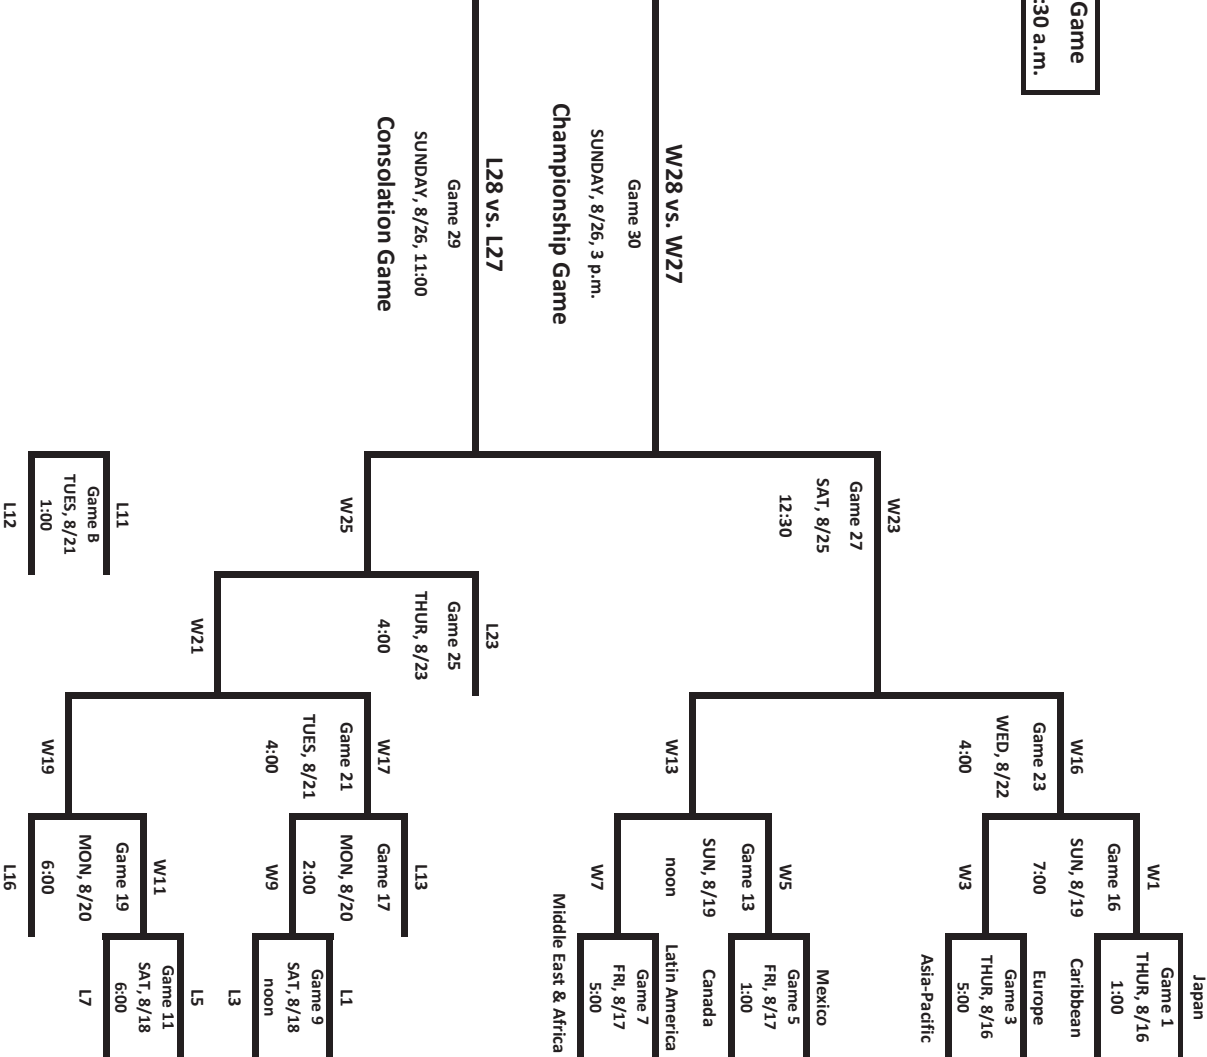 Game
:30 a.m.
W28 vs. W27
Game 30
SUNDAY, 8/26, 3 p.m.
Championship Game
L28 vs. L27
Game 29
SUNDAY, 8/26, 11:00
Consolation Game
W23
Game 27
SAT, 8/25
12:30
W25
L11
Game B
TUES, 8/21
1:00
L12
L23
Game 25
THUR, 8/23
4:00
W21
W16
Game 23
WED, 8/22
4:00
W13
W17
Game 21
TUES, 8/21
4:00
W19
W1
Game 16
SUN, 8/19
7:00
W3
W5
Game 13
SUN, 8/19
noon
W7
L13
Game 17
MON, 8/20
2:00
W9
W11
Game 19
MON, 8/20
6:00
L16
Japan
Game 1
THUR, 8/16
1:00
Caribbean
Europe
Game 3
THUR, 8/16
5:00
Asia-Pacific
Mexico
Game 5
FRI, 8/17
1:00
Canada
Latin America
Game 7
FRI, 8/17
5:00
Middle East & Africa
L1
Game 9
SAT, 8/18
noon
L3
L5
Game 11
SAT, 8/18
6:00
L7